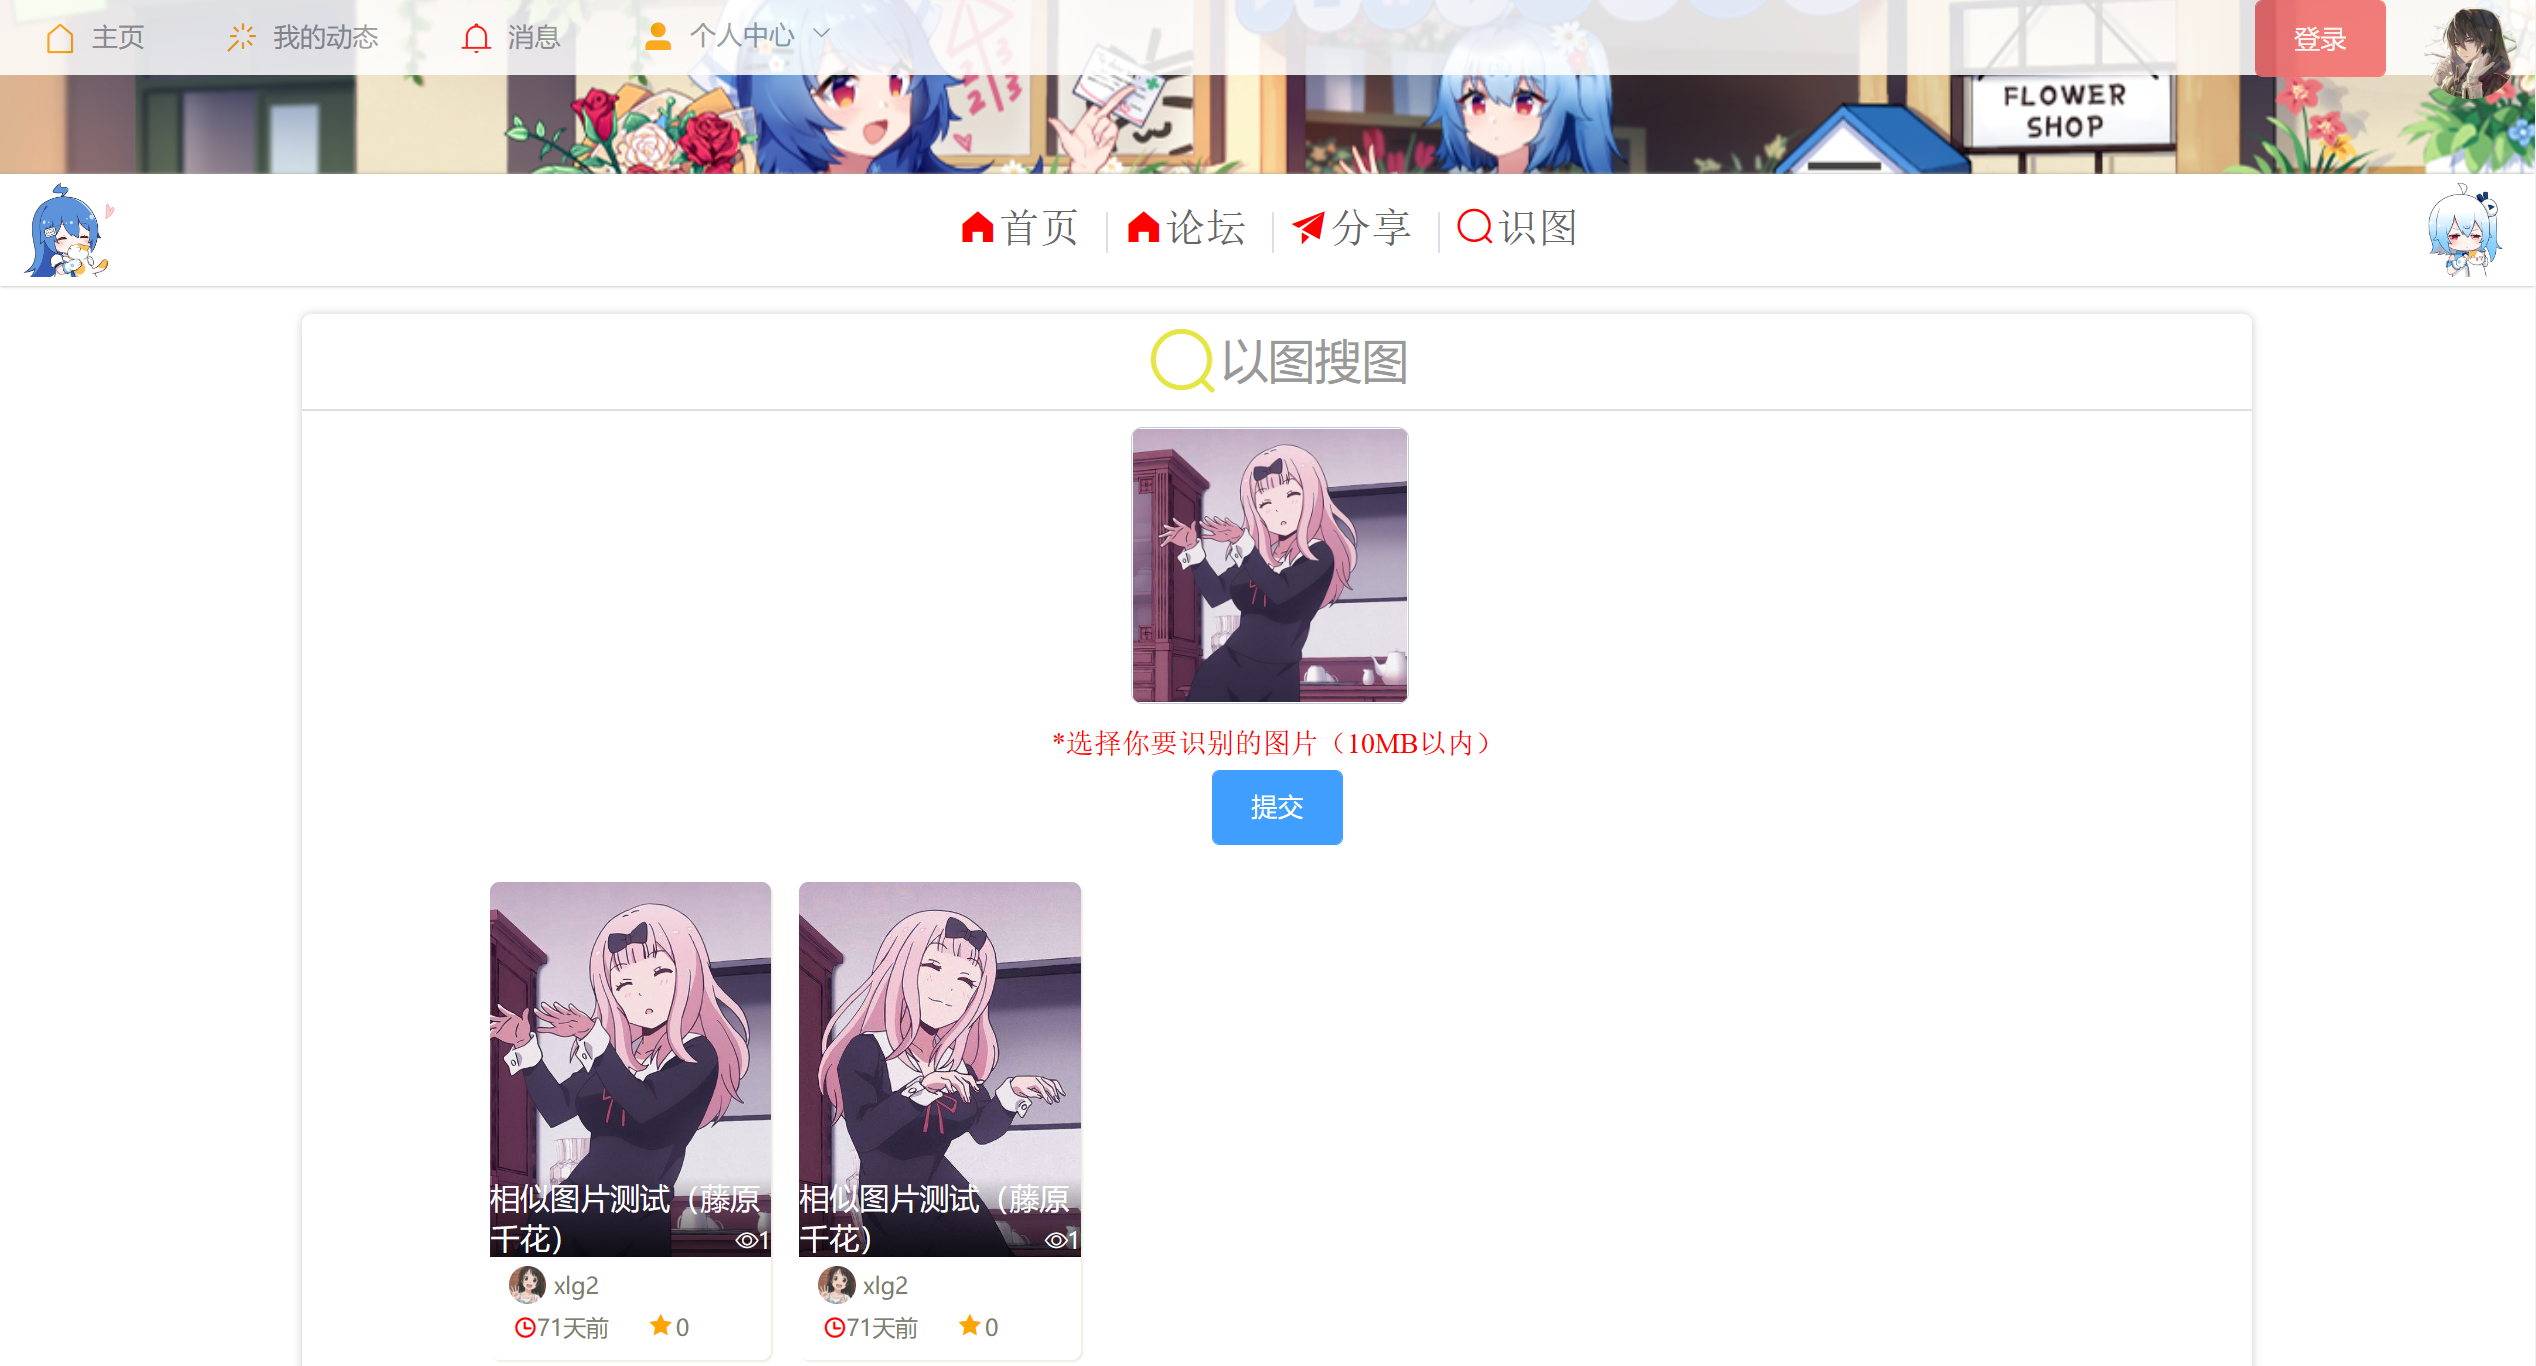 主页 我的动态 消息 个人中心 登录
FLOWER
SHOP
首页 论坛 分享 识图
以图搜图
*选择你要识别的图片（10MB以内）
提交
相似图片测试（藤原
千花） 1
xlg2
71天前 0
相似图片测试（藤原
千花） 1
xlg2
71天前 0